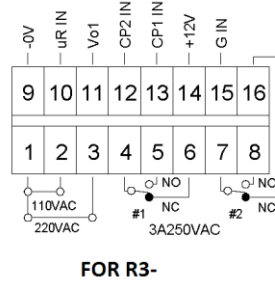 -0V
uR IN
Vo1
CP2 IN
CP1 IN
+12V
G IN
9 10 11 12 13 14 15 16
1 2 3 4 5 6 7 8
NO NO
110VAC #1 NC #2 NC
220VAC 3A250VAC
FOR R3-